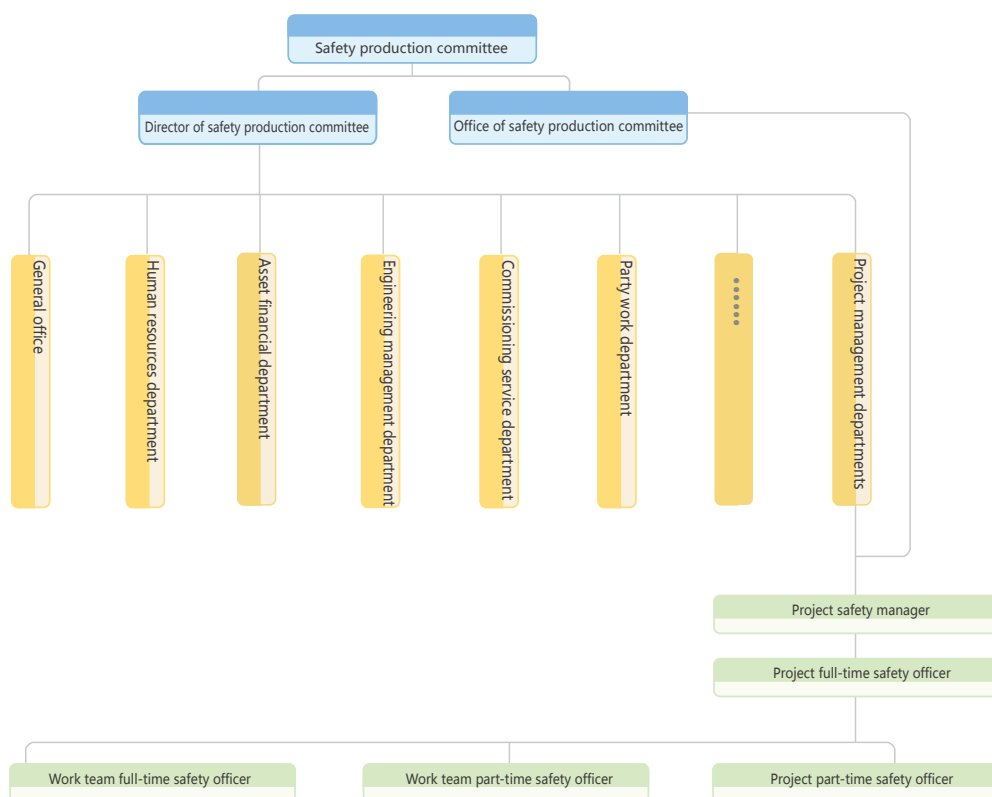 Safety production committee
Director of safety production committee
Office of safety production committee
General office
Human resources department
Asset financial department
Engineering management department
Commissioning service department
Party work department
••••••
Project management departments
Project safety manager
Project full-time safety officer
Work team full-time safety officer
Work team part-time safety officer
Project part-time safety officer